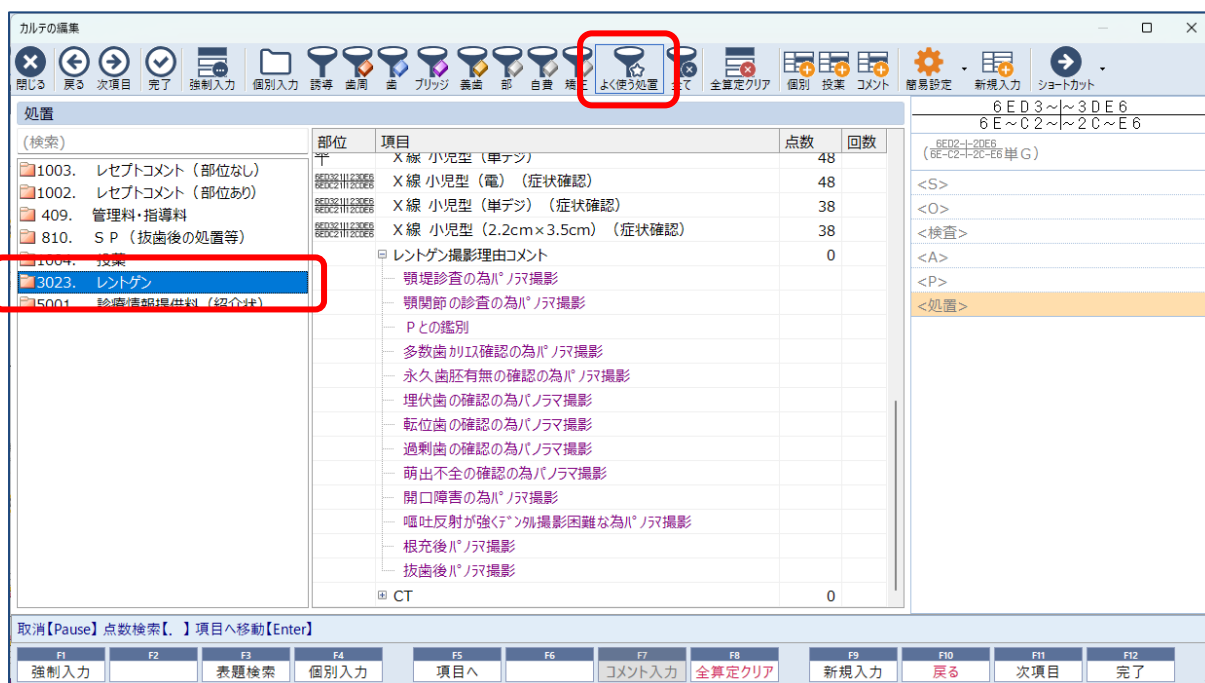 カルテの編集
閉じる 戻る 次項目 完了 強制入力 個別入力 誘導 歯周 歯 ブリッジ 義歯 部 自費 矯正 よく使う処置 全て 全算定クリア 個別 投薬 コメント 簡易設定 新規入力 ショートカット
処置
(検索)
1003. レセプトコメント(部位なし)
1002. レセプトコメント(部位あり)
409. 管理料・指導料
810. SP(抜歯後の処置等)
1004. 投薬
3023. レントゲン
5001. 診療情報提供料(紹介状)
部位 項目 点数 回数
X線 小児型(単デジ) 48
X線 小児型(電)(症状確認) 48
X線 小児型(単デジ)(症状確認) 38
X線 小児型(2.2cm×3.5cm)(症状確認) 38
レントゲン撮影理由コメント 0
顎堤診査の為パノラマ撮影
顎関節の診査の為パノラマ撮影
Pとの鑑別
多数歯カリエス確認の為パノラマ撮影
永久歯胚有無の確認の為パノラマ撮影
埋伏歯の確認の為パノラマ撮影
転位歯の確認の為パノラマ撮影
過剰歯の確認の為パノラマ撮影
萌出不全の確認の為パノラマ撮影
開口障害の為パノラマ撮影
嘔吐反射が強くデンタル撮影困難な為パノラマ撮影
根充後パノラマ撮影
抜歯後パノラマ撮影
CT 0
6ED3~|~3DE6
6E~C2~|~2C~E6
(6ED2-|-2DE6
6E-C2-|-2C-E6単G)
<S>
<O>
<検査>
<A>
<P>
<処置>
取消【Pause】点数検索【.】項目へ移動【Enter】
F1 F2 F3 F4 F5 F6 F7 F8 F9 F10 F11 F12
強制入力 表題検索 個別入力 項目へ コメント入力 全算定クリア 新規入力 戻る 次項目 完了